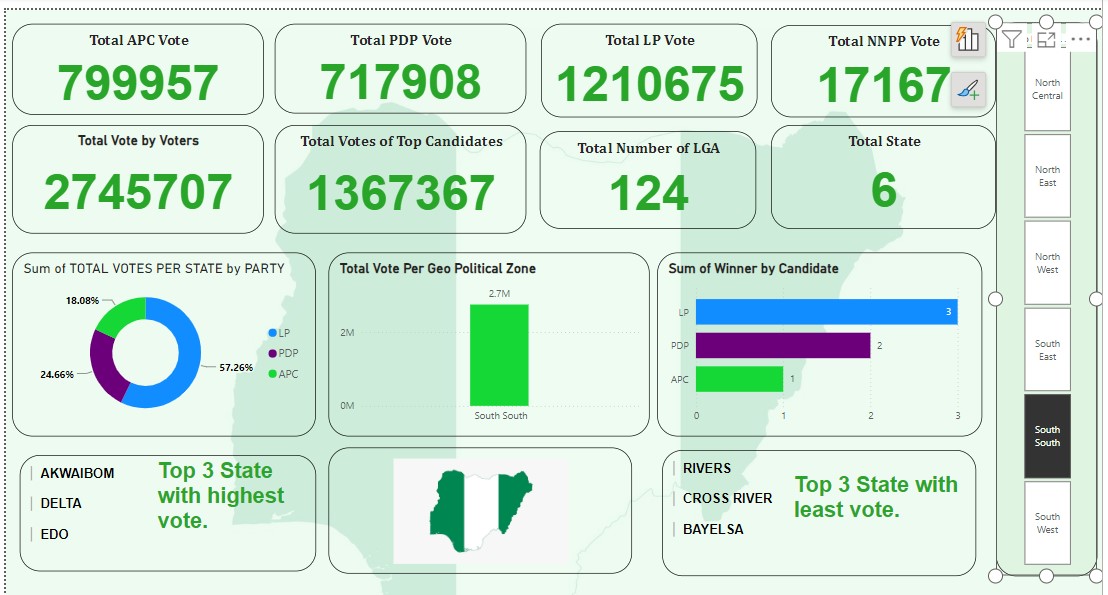 Total APC Vote
799957
Total PDP Vote
717908
Total LP Vote
1210675
Total NNPP Vote
17167
Total Vote by Voters
2745707
Total Votes of Top Candidates
1367367
Total Number of LGA
124
Total State
6
Sum of TOTAL VOTES PER STATE by PARTY
18.08%
24.66%
57.26%
LP
PDP
APC
Total Vote Per Geo Political Zone
2.7M
2M
0M
South South
Sum of Winner by Candidate
LP
3
PDP
2
APC
1
0
1
2
3
AKWAIBOM
DELTA
EDO
Top 3 State
with highest
vote.
RIVERS
CROSS RIVER
BAYELSA
Top 3 State with
least vote.
North
Central
North
East
North
West
South
East
South
South
South
West